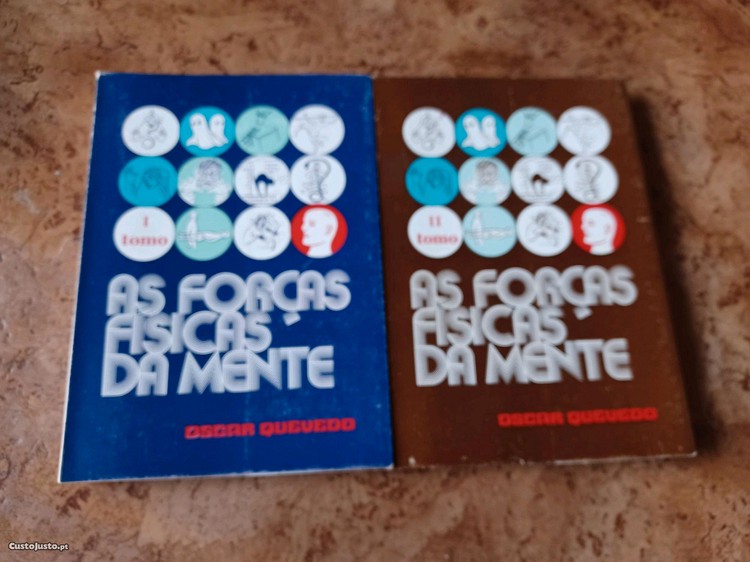 I
tomo
AS FORÇAS
FÍSICAS
DA MENTE
OSCAR QUEVEDO
II
tomo
AS FORÇAS
FÍSICAS
DA MENTE
OSCAR QUEVEDO
CustoJusto.pt